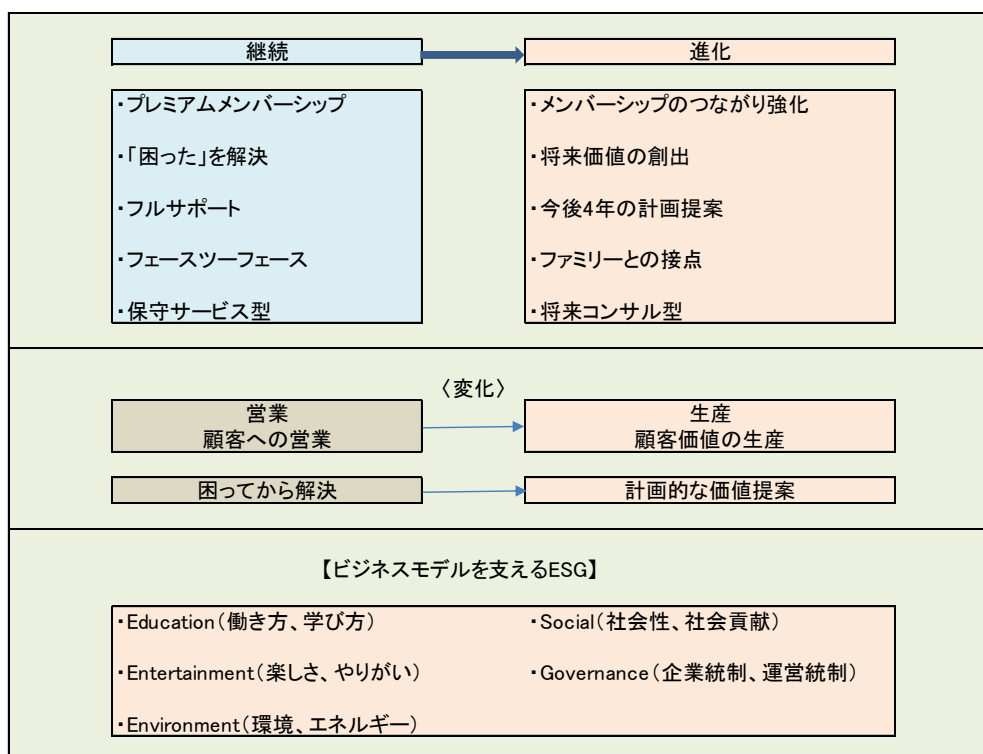 継続
進化
・プレミアムメンバーシップ
・「困った」を解決
・フルサポート
・フェースツーフェース
・保守サービス型
・メンバーシップのつながり強化
・将来価値の創出
・今後4年の計画提案
・ファミリーとの接点
・将来コンサル型
〈変化〉
営業
顧客への営業
生産
顧客価値の生産
困ってから解決
計画的な価値提案
【ビジネスモデルを支えるESG】
・Education(働き方、学び方)
・Entertainment(楽しさ、やりがい)
・Environment(環境、エネルギー)
・Social(社会性、社会貢献)
・Governance(企業統制、運営統制)